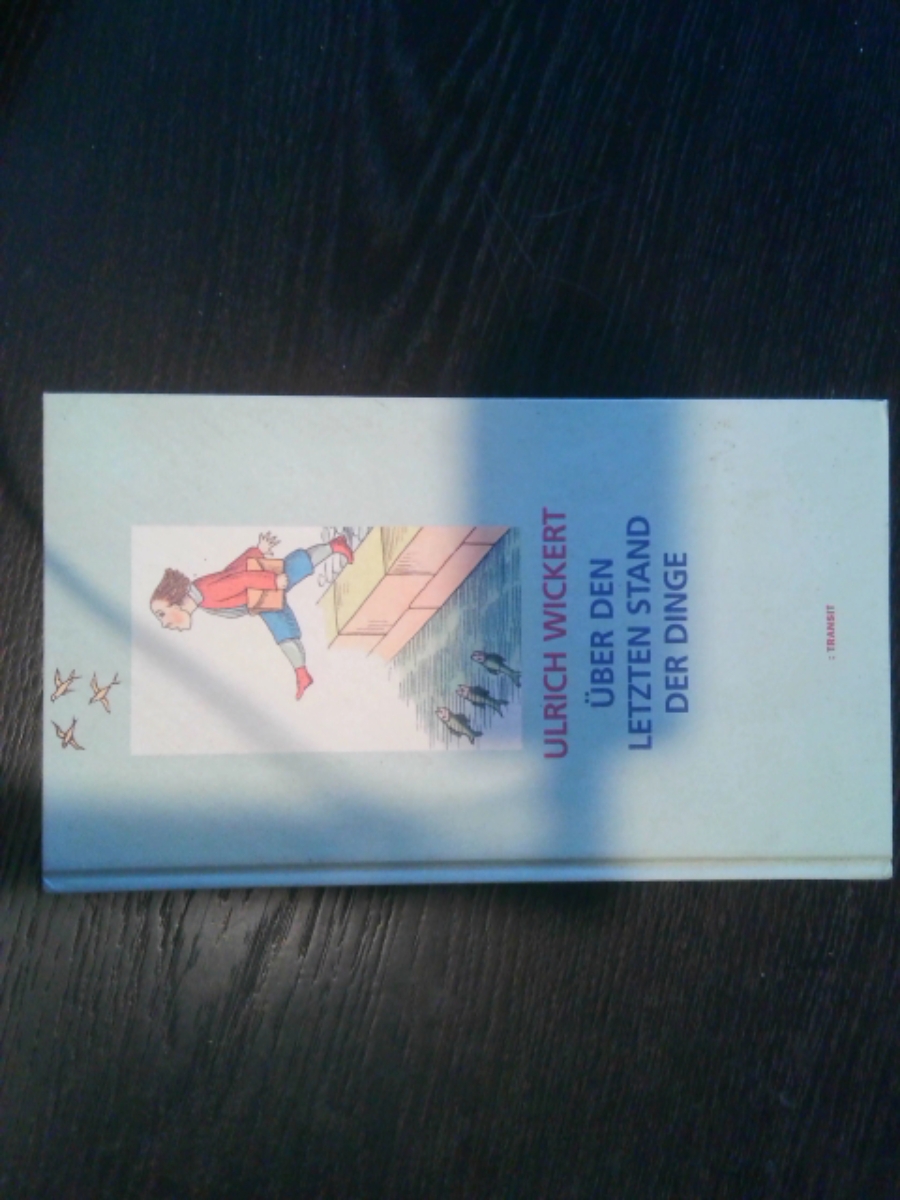 ULRICH WICKERT
ÜBER DEN
LETZTEN STAND
DER DINGE
: TRANSIT